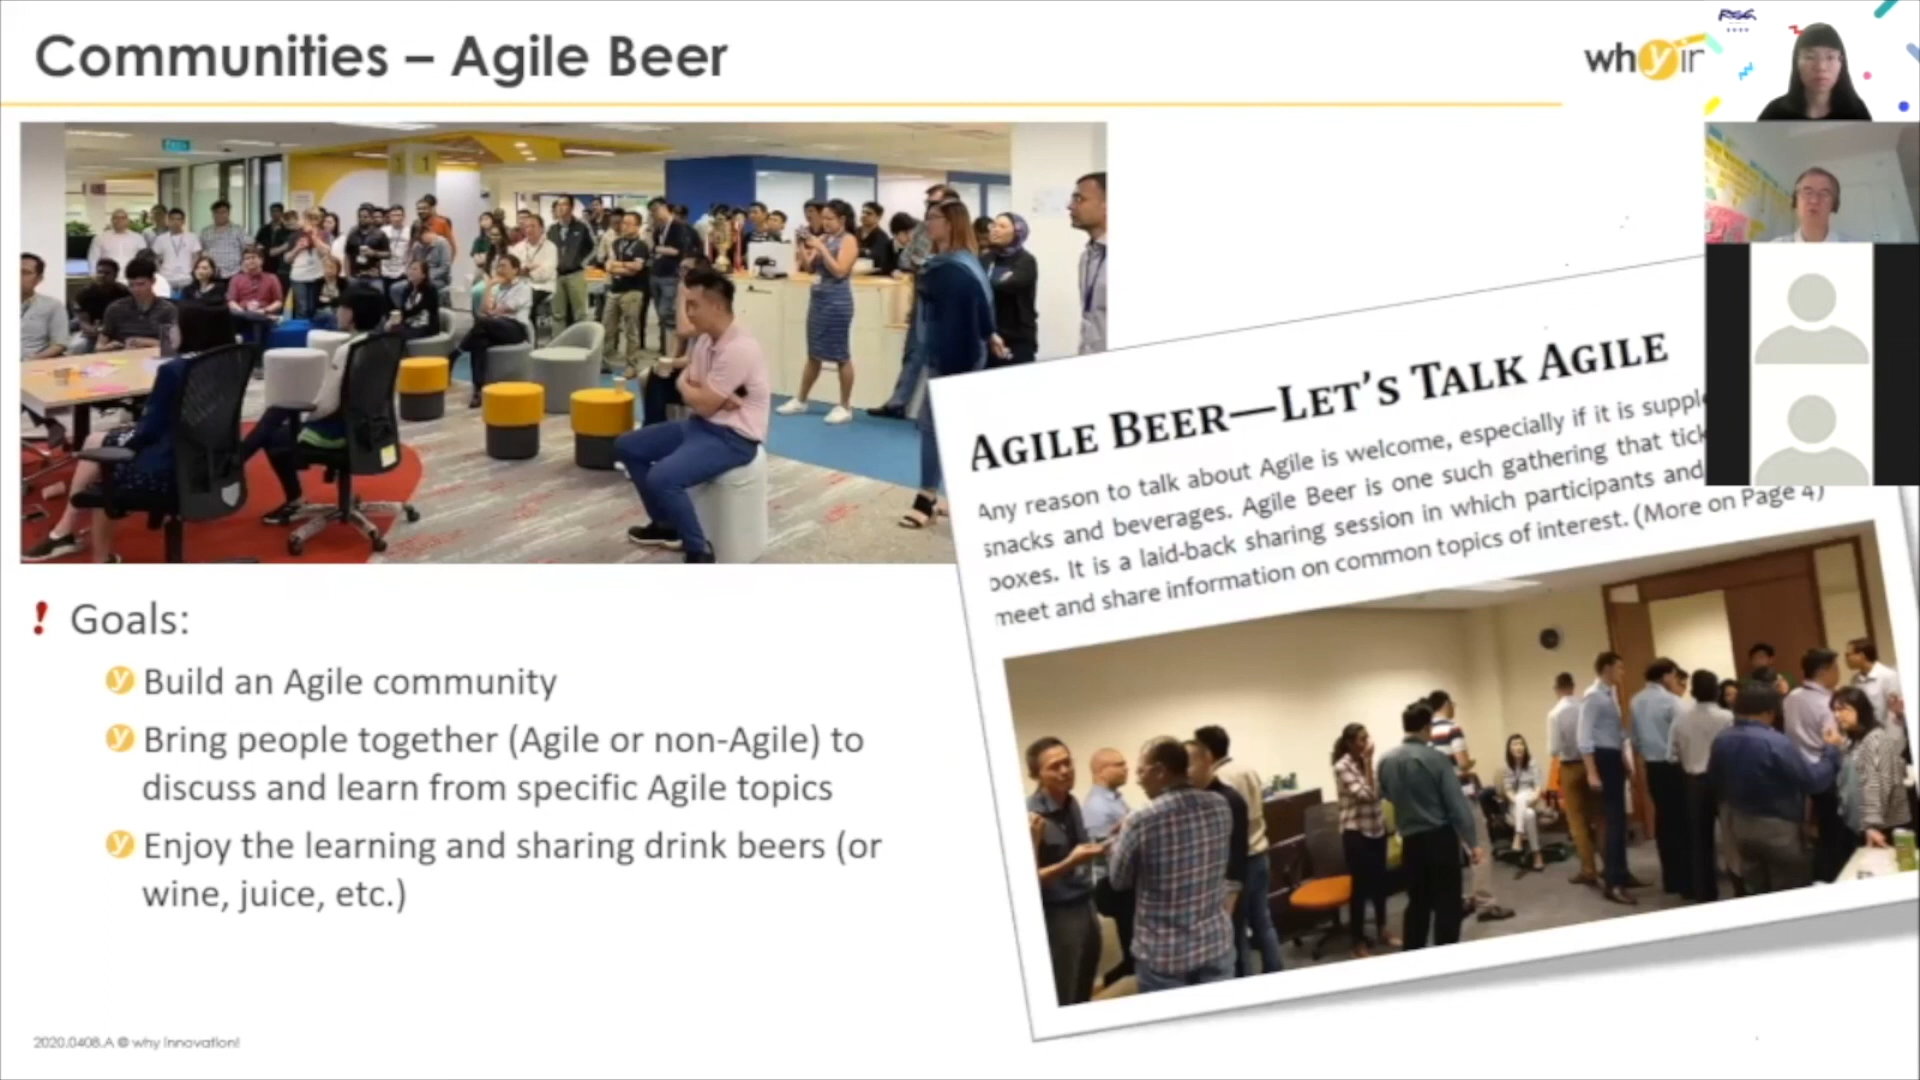 Communities – Agile Beer
why
AGILE BEER—LET'S TALK AGILE
Any reason to talk about Agile is welcome, especially if it is
snacks and beverages. Agile Beer is one such gathering that
boxes. It is a laid-back sharing session in which participants and
meet and share information on common topics of interest. (More on Page 4)
! Goals:
Build an Agile community
Bring people together (Agile or non-Agile) to
discuss and learn from specific Agile topics
Enjoy the learning and sharing drink beers (or
wine, juice, etc.)
2020.0408.A @ why innovation!